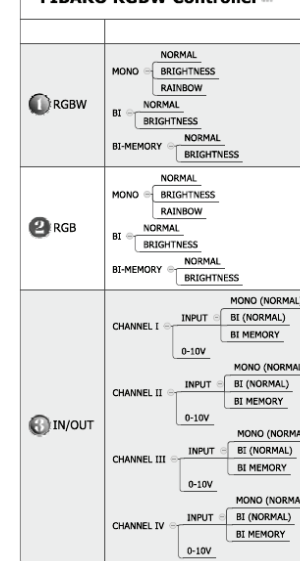 FIBARO RGBW Controller
1 RGBW
MONO
NORMAL
BRIGHTNESS
RAINBOW
BI
NORMAL
BRIGHTNESS
BI-MEMORY
NORMAL
BRIGHTNESS
2 RGB
MONO
NORMAL
BRIGHTNESS
RAINBOW
BI
NORMAL
BRIGHTNESS
BI-MEMORY
NORMAL
BRIGHTNESS
3 IN/OUT
CHANNEL I
INPUT
MONO (NORMAL)
BI (NORMAL)
BI MEMORY
0-10V
CHANNEL II
INPUT
MONO (NORMAL
BI (NORMAL)
BI MEMORY
0-10V
CHANNEL III
INPUT
MONO (NORMA
BI (NORMAL)
BI MEMORY
0-10V
CHANNEL IV
INPUT
MONO (NORMA
BI (NORMAL)
BI MEMORY
0-10V